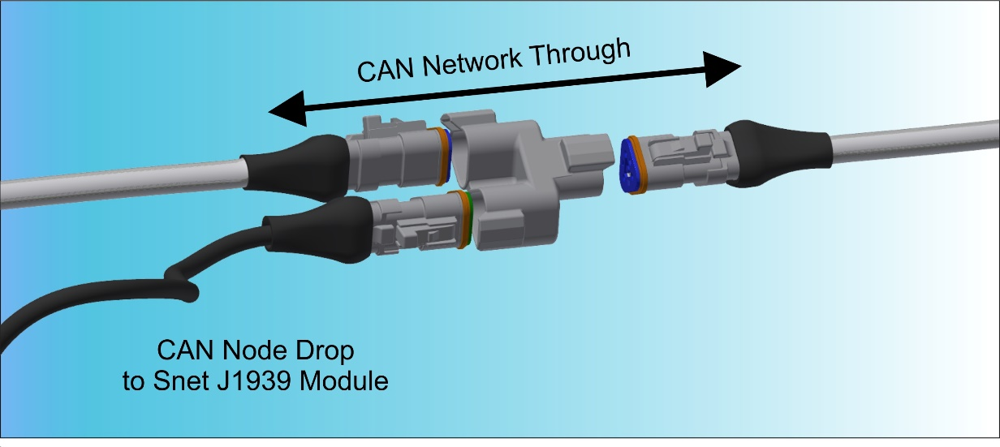 CAN Network Through
CAN Node Drop
to Snet J1939 Module